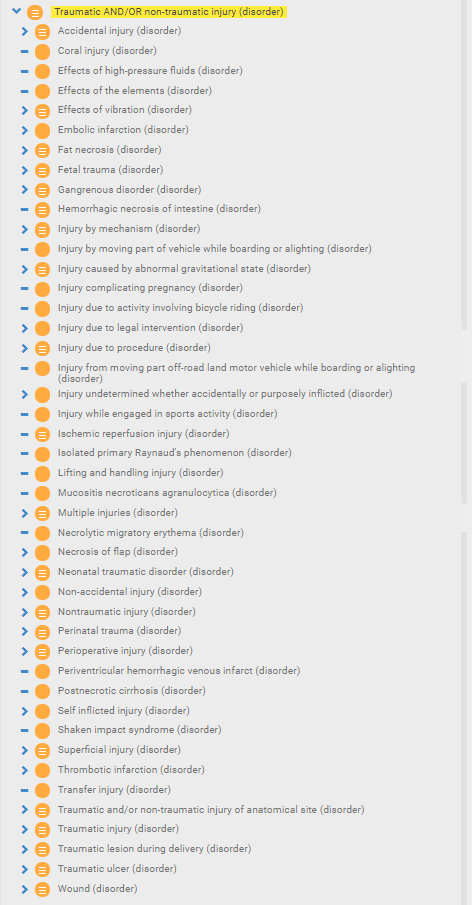 Traumatic AND/OR non-traumatic injury (disorder)
Accidental injury (disorder)
Coral injury (disorder)
Effects of high-pressure fluids (disorder)
Effects of the elements (disorder)
Effects of vibration (disorder)
Embolic infarction (disorder)
Fat necrosis (disorder)
Fetal trauma (disorder)
Gangrenous disorder (disorder)
Hemorrhagic necrosis of intestine (disorder)
Injury by mechanism (disorder)
Injury by moving part of vehicle while boarding or alighting (disorder)
Injury caused by abnormal gravitational state (disorder)
Injury complicating pregnancy (disorder)
Injury due to activity involving bicycle riding (disorder)
Injury due to legal intervention (disorder)
Injury due to procedure (disorder)
Injury from moving part off-road land motor vehicle while boarding or alighting
(disorder)
Injury undetermined whether accidentally or purposely inflicted (disorder)
Injury while engaged in sports activity (disorder)
Ischemic reperfusion injury (disorder)
Isolated primary Raynaud's phenomenon (disorder)
Lifting and handling injury (disorder)
Mucositis necroticans agranulocytica (disorder)
Multiple injuries (disorder)
Necrolytic migratory erythema (disorder)
Necrosis of flap (disorder)
Neonatal traumatic disorder (disorder)
Non-accidental injury (disorder)
Nontraumatic injury (disorder)
Perinatal trauma (disorder)
Perioperative injury (disorder)
Periventricular hemorrhagic venous infarct (disorder)
Postnecrotic cirrhosis (disorder)
Self inflicted injury (disorder)
Shaken impact syndrome (disorder)
Superficial injury (disorder)
Thrombotic infarction (disorder)
Transfer injury (disorder)
Traumatic and/or non-traumatic injury of anatomical site (disorder)
Traumatic injury (disorder)
Traumatic lesion during delivery (disorder)
Traumatic ulcer (disorder)
Wound (disorder)